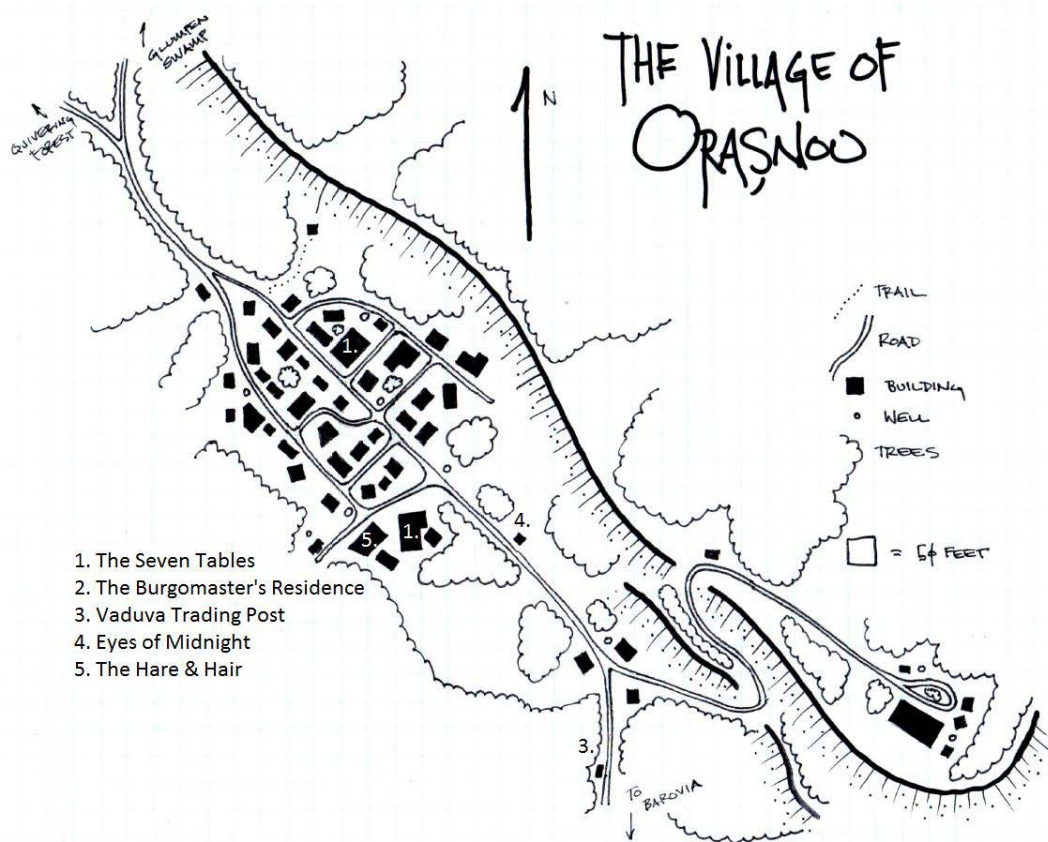 GLUMPEN
SWAMP
QUIVERING
FOREST
N
THE VILLAGE OF
ORAȘNOU
TRAIL
ROAD
BUILDING
WELL
TREES
= 50 FEET
1.
1.
5.
4.
3.
1. The Seven Tables
2. The Burgomaster's Residence
3. Vaduva Trading Post
4. Eyes of Midnight
5. The Hare & Hair
TO
BAROVIA